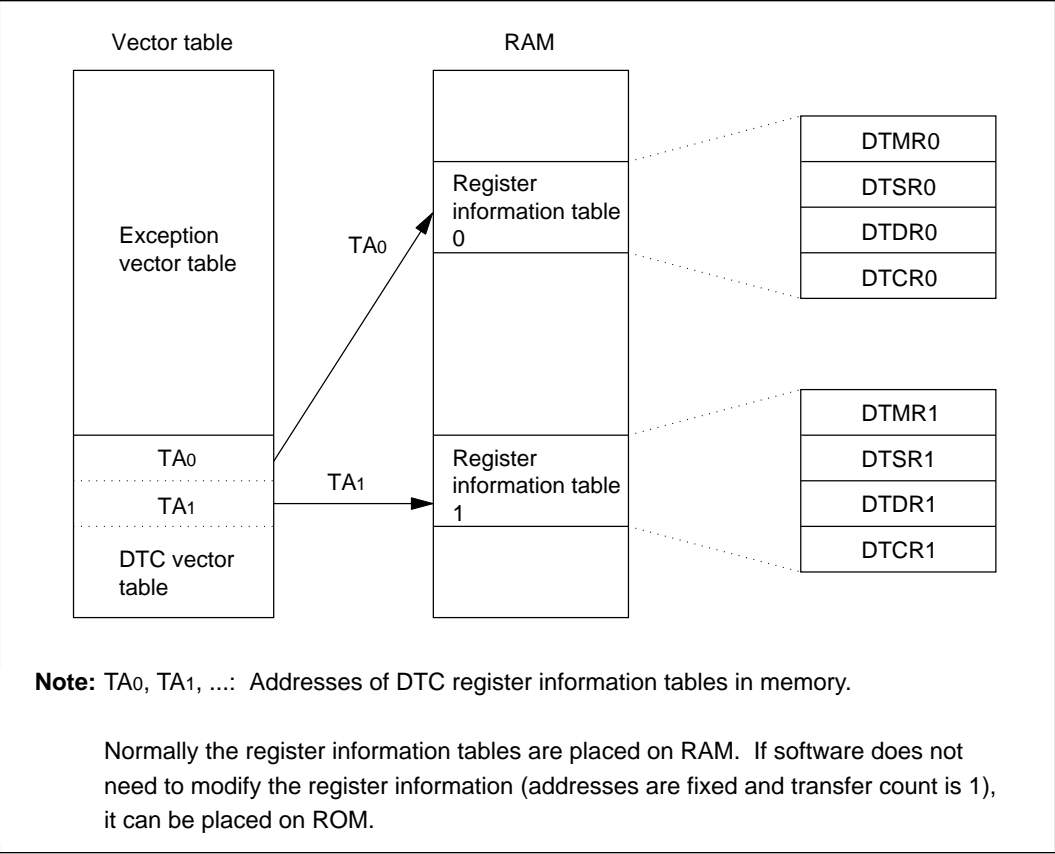 Vector table
RAM
Exception
vector table
TA0
TA1
DTC vector
table
TA0
TA1
Register
information table
0
Register
information table
1
DTMR0
DTSR0
DTDR0
DTCR0
DTMR1
DTSR1
DTDR1
DTCR1
Note: TA0, TA1, ...: Addresses of DTC register information tables in memory.
Normally the register information tables are placed on RAM. If software does not
need to modify the register information (addresses are fixed and transfer count is 1),
it can be placed on ROM.